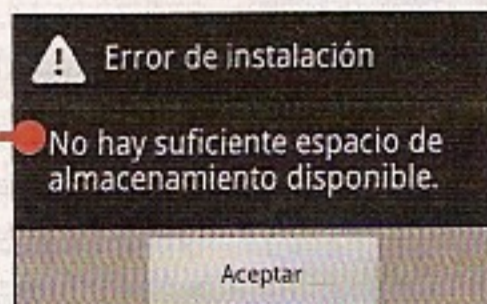 Error de instalación
No hay suficiente espacio de
almacenamiento disponible.
Aceptar